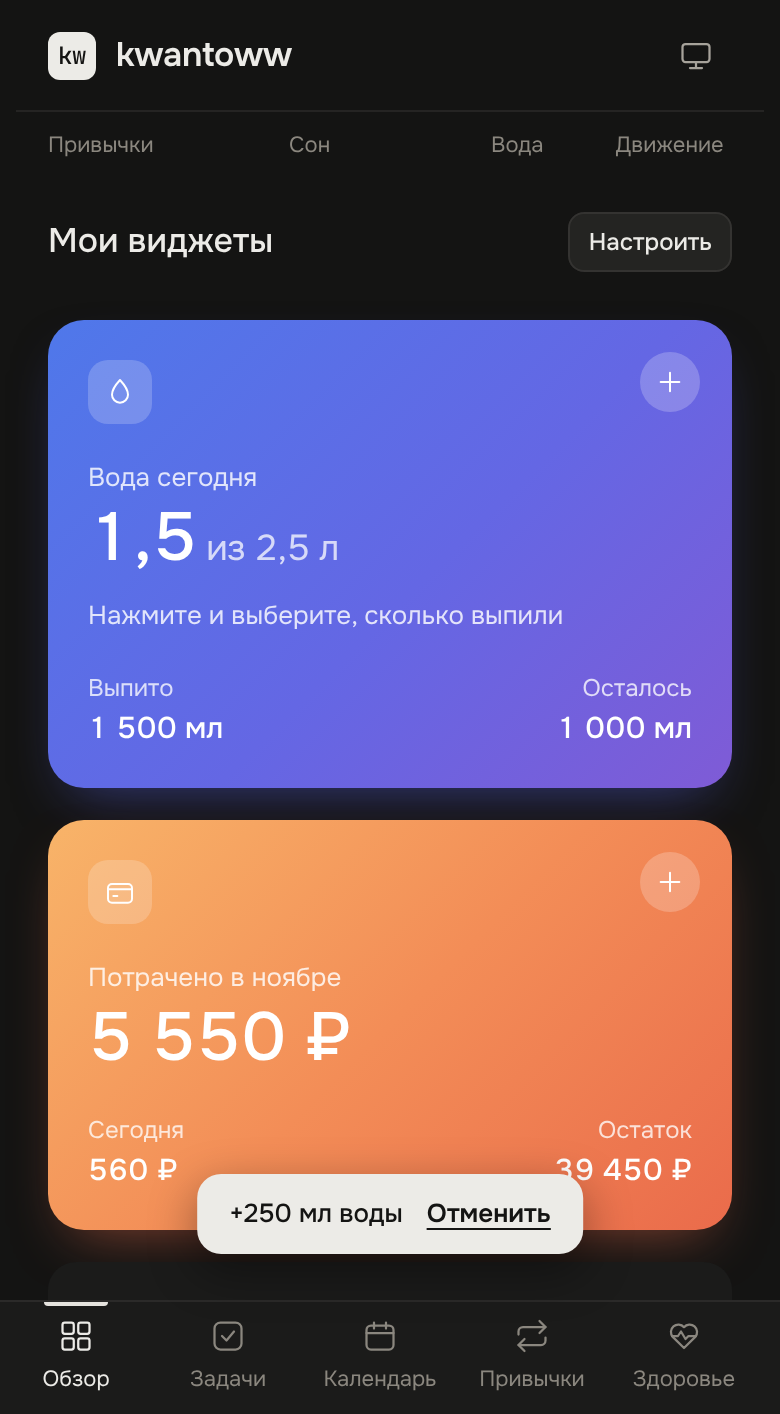 kw kwantoww
Привычки Сон Вода Движение
Мои виджеты Настроить
Вода сегодня
1,5 из 2,5 л
Нажмите и выберите, сколько выпили
Выпито Осталось
1 500 мл 1 000 мл
Потрачено в ноябре
5 550 ₽
Сегодня Остаток
560 ₽ 39 450 ₽
+250 мл воды Отменить
Обзор Задачи Календарь Привычки Здоровье